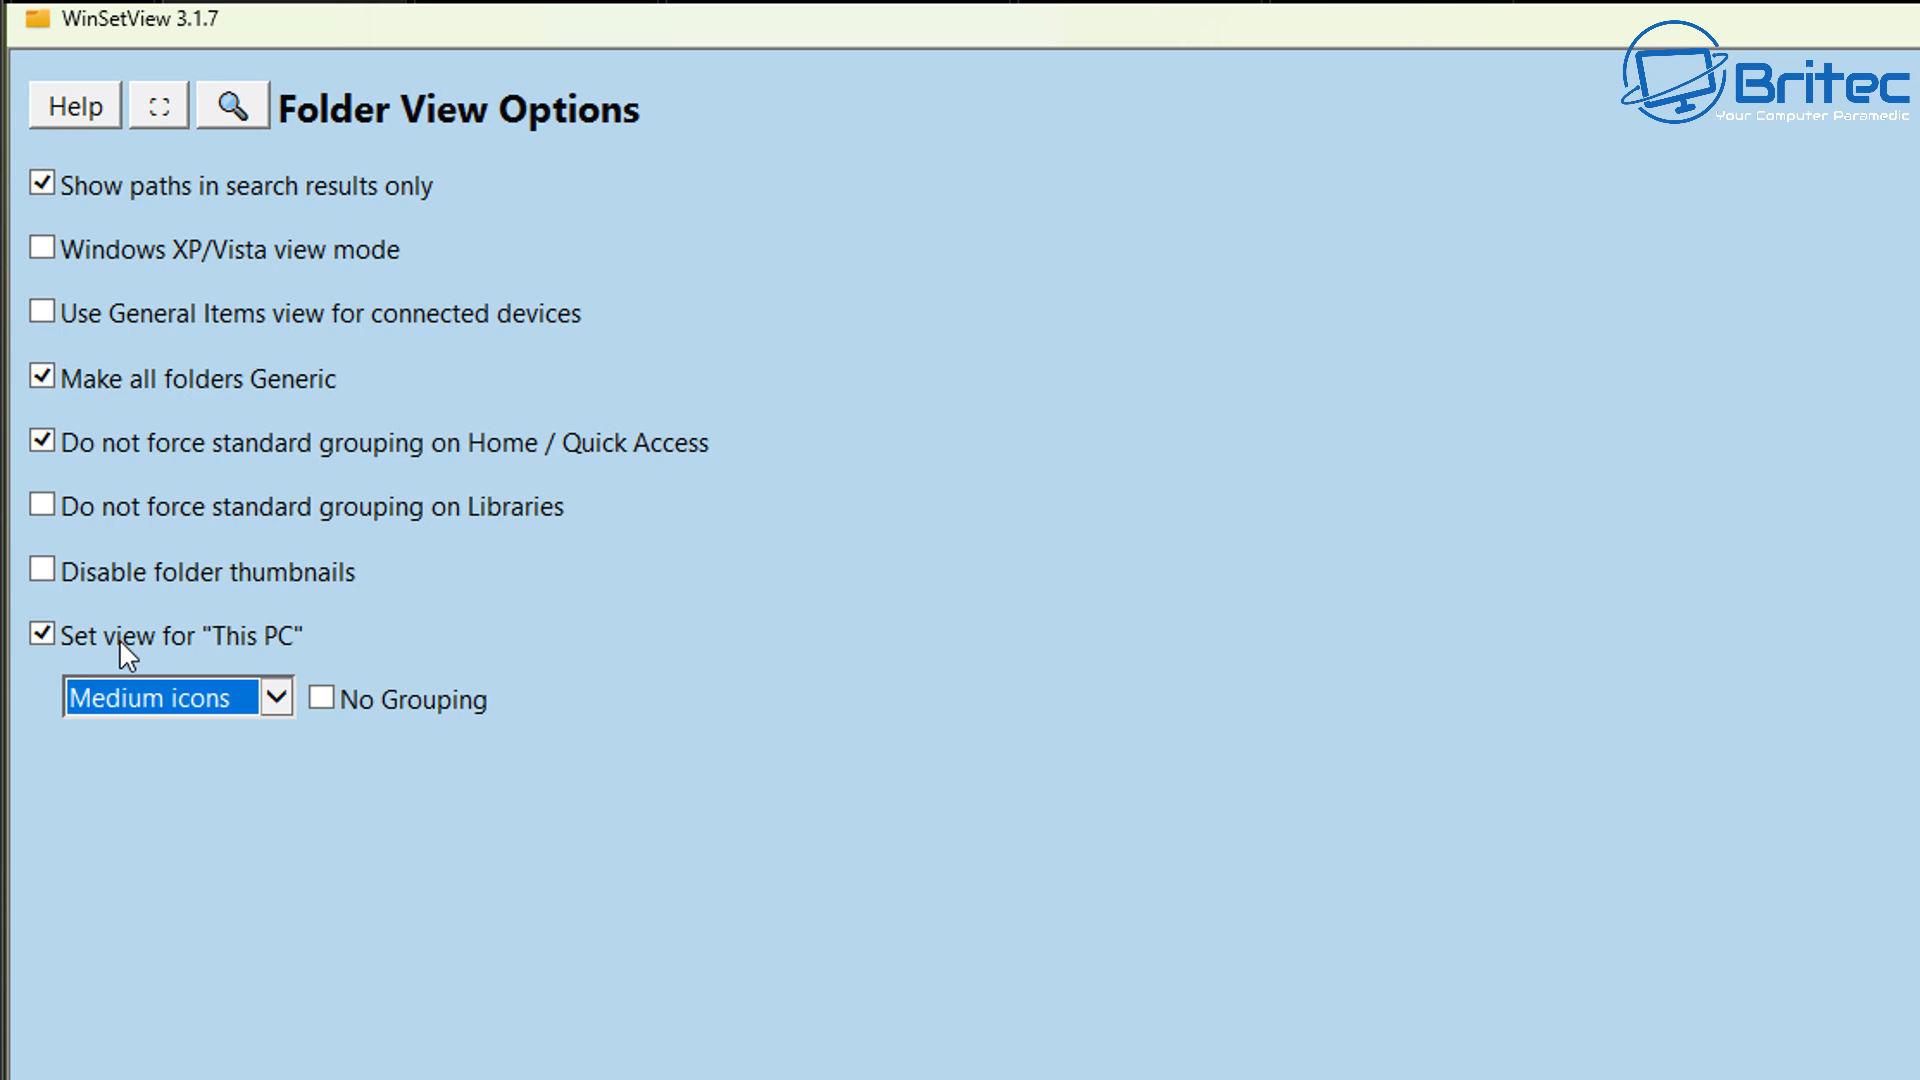 WinSetView 3.1.7
Britec
Your Computer Paramedic
Help
Folder View Options
Show paths in search results only
Windows XP/Vista view mode
Use General Items view for connected devices
Make all folders Generic
Do not force standard grouping on Home / Quick Access
Do not force standard grouping on Libraries
Disable folder thumbnails
Set view for "This PC"
Medium icons
No Grouping